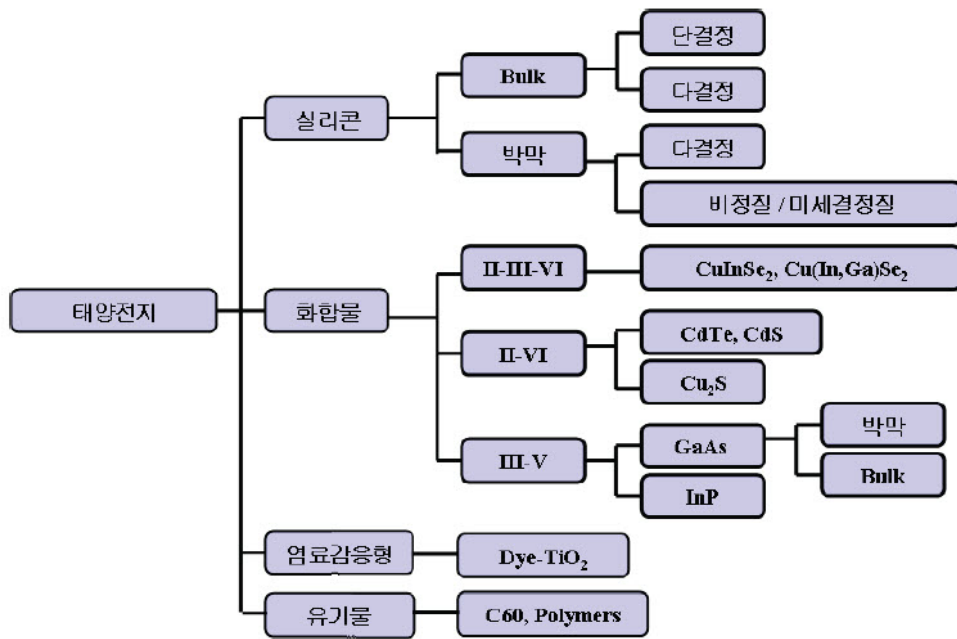 단결정
Bulk
다결정
실리콘
다결정
박막
비정질 / 미세결정질
II-III-VI
CuInSe₂, Cu(In,Ga)Se₂
태양전지
화합물
CdTe, CdS
II-VI
Cu₂S
GaAs
박막
III-V
Bulk
InP
염료감응형
Dye-TiO₂
유기물
C60, Polymers